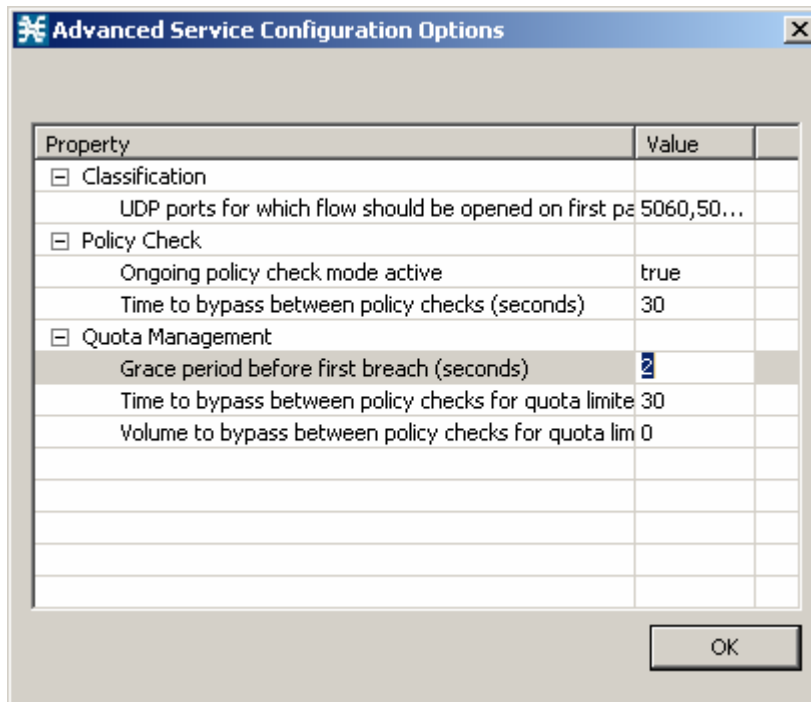 Advanced Service Configuration Options
Property Value
Classification
UDP ports for which flow should be opened on first pa 5060,50...
Policy Check
Ongoing policy check mode active true
Time to bypass between policy checks (seconds) 30
Quota Management
Grace period before first breach (seconds) 2
Time to bypass between policy checks for quota limite 30
Volume to bypass between policy checks for quota lim 0
OK